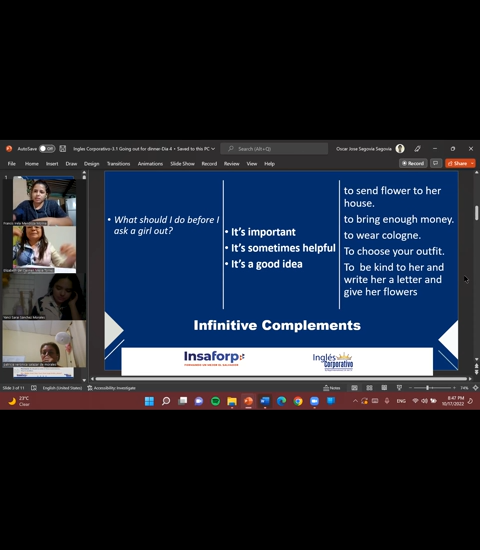 AutoSave Off Ingles Corporativo-3.1 Going out for dinner-Dia 4 • Saved to this PC Search (Alt+Q) Oscar Jose Segovia Segovia
File Home Insert Draw Design Transitions Animations Slide Show Record Review View Help Record Share
1
• What should I do before I
ask a girl out?
• It's important
• It's sometimes helpful
• It's a good idea
to send flower to her
house.
to bring enough money.
to wear cologne.
To choose your outfit.
To be kind to her and
write her a letter and
give her flowers
Infinitive Complements
Insaforp
Inglés
Corporativo
Slide 3 of 11 English (United States) Accessibility: Investigate Notes 74%
23°C
Clear
ENG
8:47 PM
10/17/2022